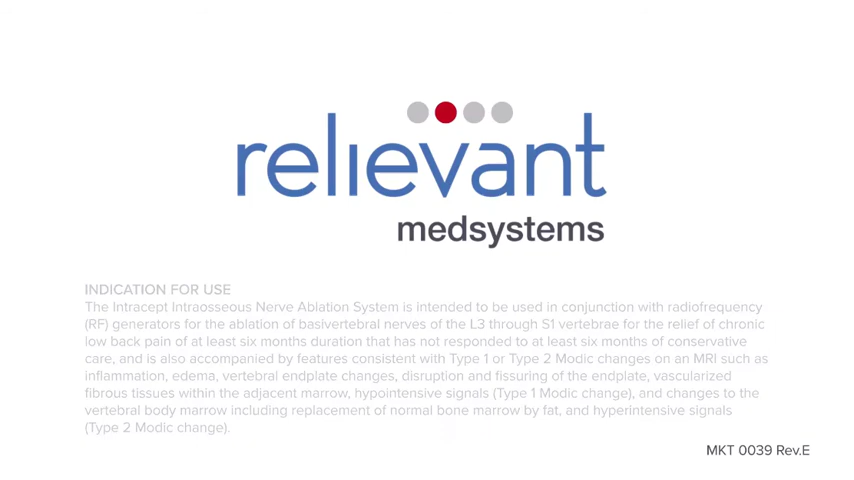 relievant
medsystems
INDICATION FOR USE
The Intracept Intraosseous Nerve Ablation System is intended to be used in conjunction with radiofrequency
(RF) generators for the ablation of basivertebral nerves of the L3 through S1 vertebrae for the relief of chronic
low back pain of at least six months duration that has not responded to at least six months of conservative
care, and is also accompanied by features consistent with Type 1 or Type 2 Modic changes on an MRI such as
inflammation, edema, vertebral endplate changes, disruption and fissuring of the endplate, vascularized
fibrous tissues within the adjacent marrow, hypointensive signals (Type 1 Modic change), and changes to the
vertebral body marrow including replacement of normal bone marrow by fat, and hyperintensive signals
(Type 2 Modic change).
MKT 0039 Rev.E